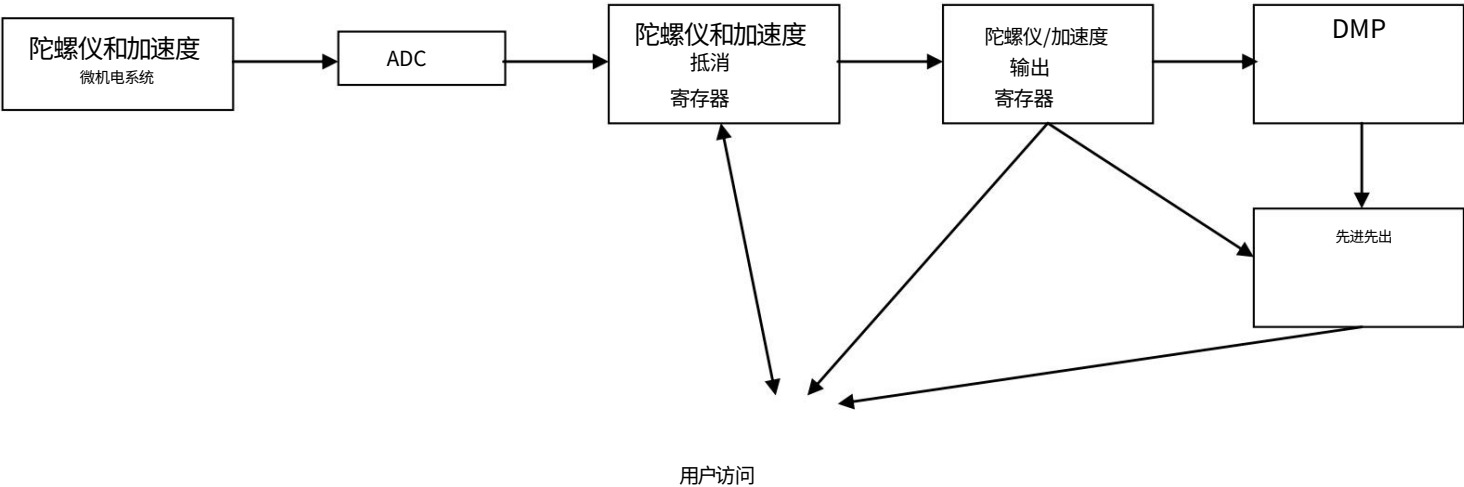 陀螺仪和加速度
微机电系统
ADC
陀螺仪和加速度
抵消
寄存器
陀螺仪/加速度
输出
寄存器
DMP
先进先出
用户访问